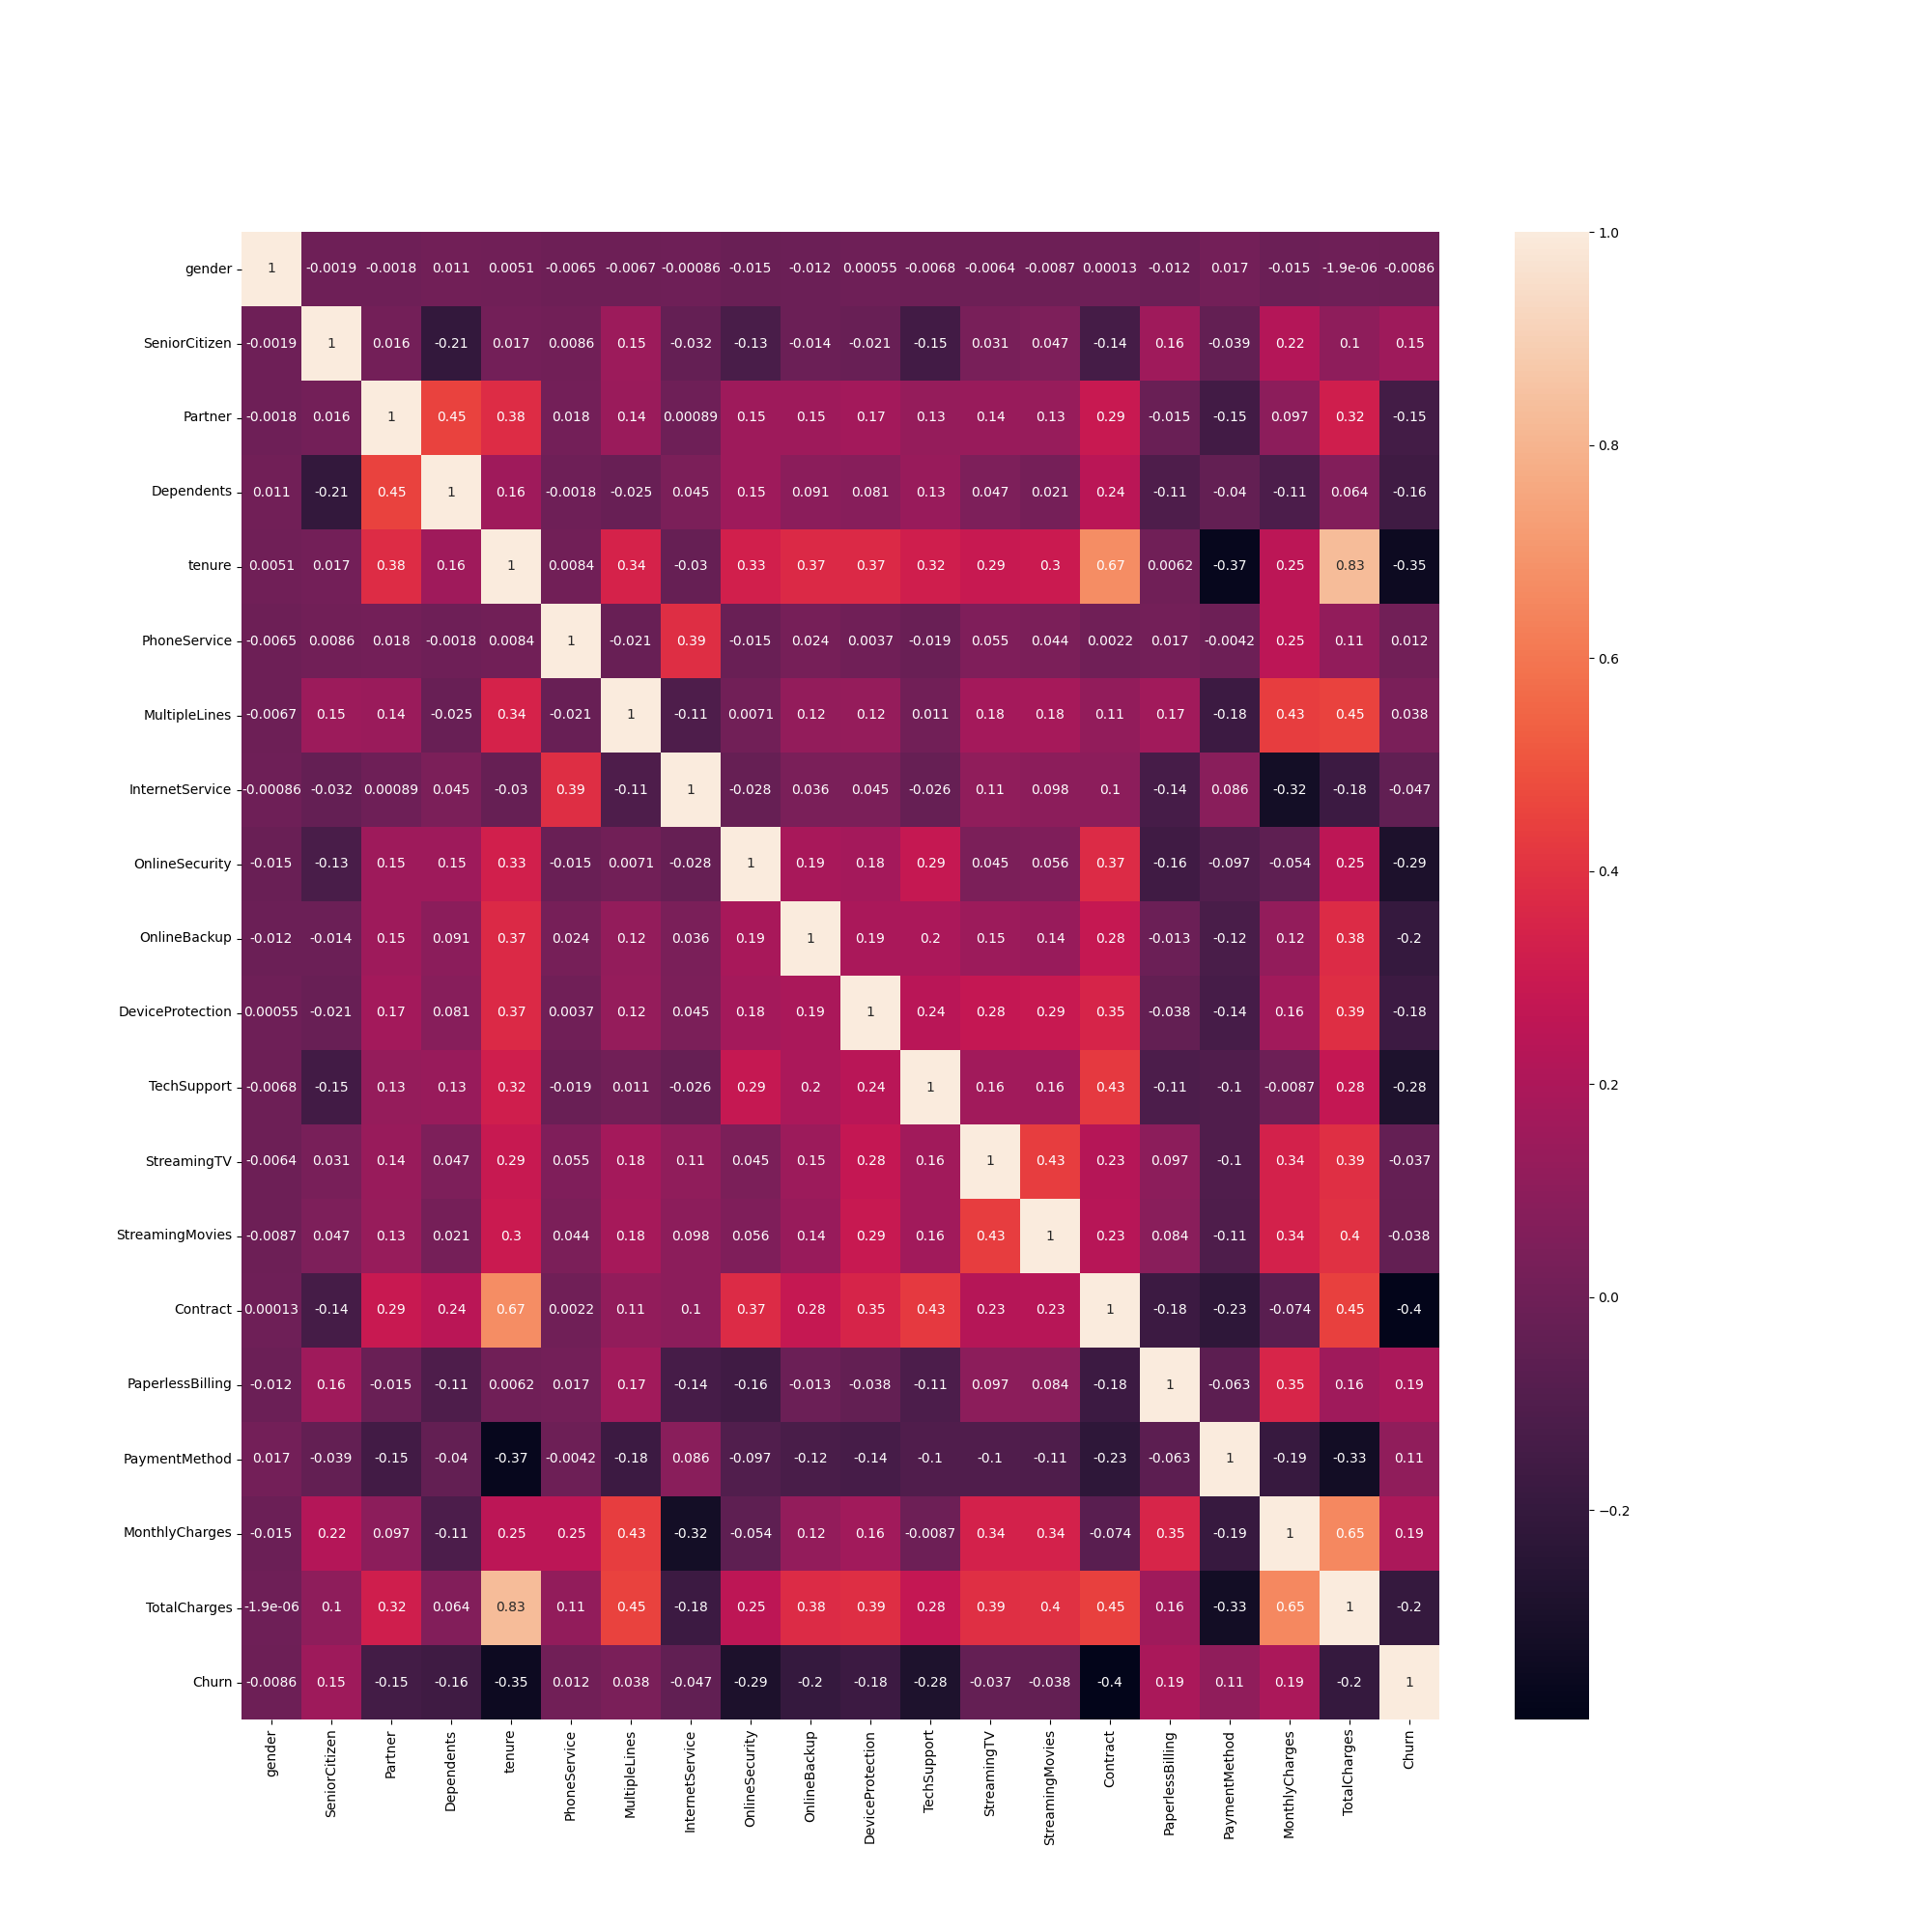 gender 1 -0.0019 -0.0018 0.011 0.0051 -0.0065 -0.0067 -0.00086 -0.015 -0.012 0.00055 -0.0068 -0.0064 -0.0087 0.00013 -0.012 0.017 -0.015 -1.9e-06 -0.0086
SeniorCitizen -0.0019 1 0.016 -0.21 0.017 0.0086 0.15 -0.032 -0.13 -0.014 -0.021 -0.15 0.031 0.047 -0.14 0.16 -0.039 0.22 0.1 0.15
Partner -0.0018 0.016 1 0.45 0.38 0.018 0.14 0.00089 0.15 0.15 0.17 0.13 0.14 0.13 0.29 -0.015 -0.15 0.097 0.32 -0.15
Dependents 0.011 -0.21 0.45 1 0.16 -0.0018 -0.025 0.045 0.15 0.091 0.081 0.13 0.047 0.021 0.24 -0.11 -0.04 -0.11 0.064 -0.16
tenure 0.0051 0.017 0.38 0.16 1 0.0084 0.34 -0.03 0.33 0.37 0.37 0.32 0.29 0.3 0.67 0.0062 -0.37 0.25 0.83 -0.35
PhoneService -0.0065 0.0086 0.018 -0.0018 0.0084 1 -0.021 0.39 -0.015 0.024 0.0037 -0.019 0.055 0.044 0.0022 0.017 -0.0042 0.25 0.11 0.012
MultipleLines -0.0067 0.15 0.14 -0.025 0.34 -0.021 1 -0.11 0.0071 0.12 0.12 0.011 0.18 0.18 0.11 0.17 -0.18 0.43 0.45 0.038
InternetService -0.00086 -0.032 0.00089 0.045 -0.03 0.39 -0.11 1 -0.028 0.036 0.045 -0.026 0.11 0.098 0.1 -0.14 0.086 -0.32 -0.18 -0.047
OnlineSecurity -0.015 -0.13 0.15 0.15 0.33 -0.015 0.0071 -0.028 1 0.19 0.18 0.29 0.045 0.056 0.37 -0.16 -0.097 -0.054 0.25 -0.29
OnlineBackup -0.012 -0.014 0.15 0.091 0.37 0.024 0.12 0.036 0.19 1 0.19 0.2 0.15 0.14 0.28 -0.013 -0.12 0.12 0.38 -0.2
DeviceProtection 0.00055 -0.021 0.17 0.081 0.37 0.0037 0.12 0.045 0.18 0.19 1 0.24 0.28 0.29 0.35 -0.038 -0.14 0.16 0.39 -0.18
TechSupport -0.0068 -0.15 0.13 0.13 0.32 -0.019 0.011 -0.026 0.29 0.2 0.24 1 0.16 0.16 0.43 -0.11 -0.1 -0.0087 0.28 -0.28
StreamingTV -0.0064 0.031 0.14 0.047 0.29 0.055 0.18 0.11 0.045 0.15 0.28 0.16 1 0.43 0.23 0.097 -0.1 0.34 0.39 -0.037
StreamingMovies -0.0087 0.047 0.13 0.021 0.3 0.044 0.18 0.098 0.056 0.14 0.29 0.16 0.43 1 0.23 0.084 -0.11 0.34 0.4 -0.038
Contract 0.00013 -0.14 0.29 0.24 0.67 0.0022 0.11 0.1 0.37 0.28 0.35 0.43 0.23 0.23 1 -0.18 -0.23 -0.074 0.45 -0.4
PaperlessBilling -0.012 0.16 -0.015 -0.11 0.0062 0.017 0.17 -0.14 -0.16 -0.013 -0.038 -0.11 0.097 0.084 -0.18 1 -0.063 0.35 0.16 0.19
PaymentMethod 0.017 -0.039 -0.15 -0.04 -0.37 -0.0042 -0.18 0.086 -0.097 -0.12 -0.14 -0.1 -0.1 -0.11 -0.23 -0.063 1 -0.19 -0.33 0.11
MonthlyCharges -0.015 0.22 0.097 -0.11 0.25 0.25 0.43 -0.32 -0.054 0.12 0.16 -0.0087 0.34 0.34 -0.074 0.35 -0.19 1 0.65 0.19
TotalCharges -1.9e-06 0.1 0.32 0.064 0.83 0.11 0.45 -0.18 0.25 0.38 0.39 0.28 0.39 0.4 0.45 0.16 -0.33 0.65 1 -0.2
Churn -0.0086 0.15 -0.15 -0.16 -0.35 0.012 0.038 -0.047 -0.29 -0.2 -0.18 -0.28 -0.037 -0.038 -0.4 0.19 0.11 0.19 -0.2 1
gender
SeniorCitizen
Partner
Dependents
tenure
PhoneService
MultipleLines
InternetService
OnlineSecurity
OnlineBackup
DeviceProtection
TechSupport
StreamingTV
StreamingMovies
Contract
PaperlessBilling
PaymentMethod
MonthlyCharges
TotalCharges
Churn
1.0
0.8
0.6
0.4
0.2
0.0
−0.2